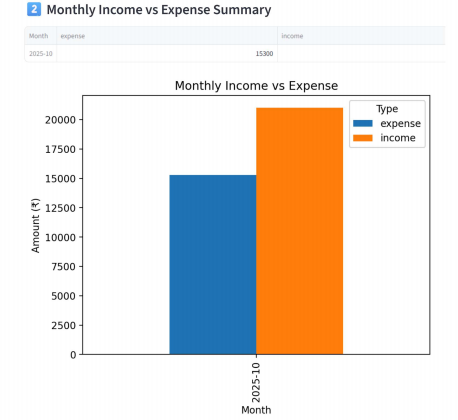 2 Monthly Income vs Expense Summary
Month expense income
2025-10 15300
Monthly Income vs Expense
Type
expense
income
20000
17500
15000
12500
10000
7500
5000
2500
0
Amount (₹)
2025-10
Month